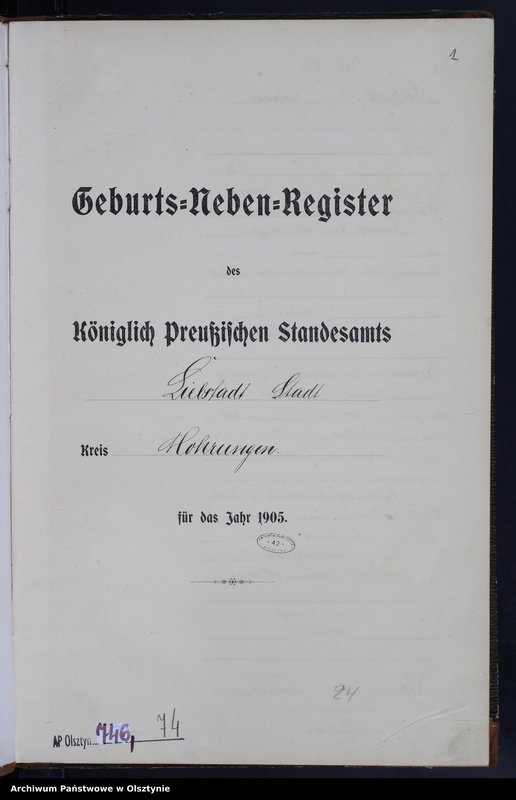 1
Geburts=Neben=Register
des
Königlich Preußischen Standesamts
Liebstadt Stadt
Kreis Mohrungen.
für das Jahr 1905.
42
24
AP Olsztyn 746, 74
Archiwum Państwowe w Olsztynie